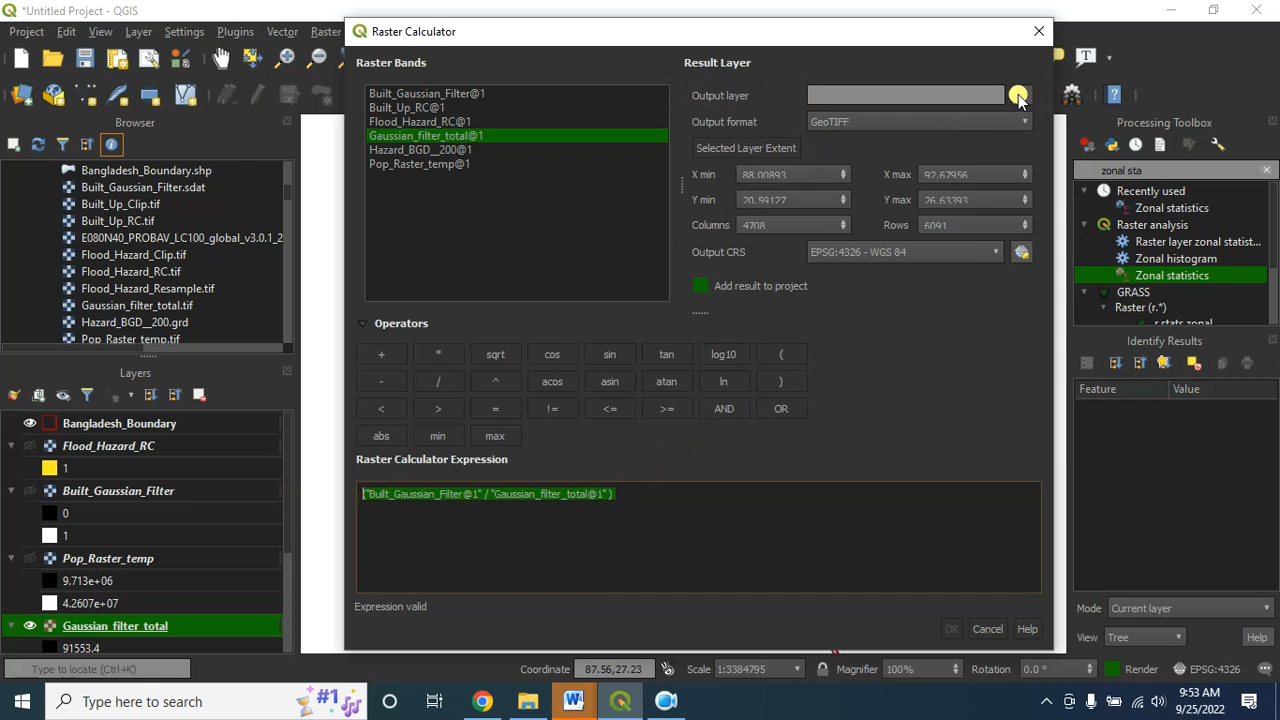 *Untitled Project - QGIS
Project
Edit
View
Layer
Settings
Plugins
Vector
Raster
Browser
Bangladesh_Boundary.shp
Built_Gaussian_Filter.sdat
Built_Up_Clip.tif
Built_Up_RC.tif
E080N40_PROBAV_LC100_global_v3.0.1_2
Flood_Hazard_Clip.tif
Flood_Hazard_RC.tif
Flood_Hazard_Resample.tif
Gaussian_filter_total.tif
Hazard_BGD__200.grd
Pop_Raster_temp.tif
Layers
Bangladesh_Boundary
Flood_Hazard_RC
1
Built_Gaussian_Filter
0
1
Pop_Raster_temp
9.713e+06
4.2607e+07
Gaussian_filter_total
91553.4
Raster Calculator
Raster Bands
Built_Gaussian_Filter@1
Built_Up_RC@1
Flood_Hazard_RC@1
Gaussian_filter_total@1
Hazard_BGD__200@1
Pop_Raster_temp@1
Result Layer
Output layer
Output format
GeoTIFF
Selected Layer Extent
X min
88.00893
X max
92.67956
Y min
20.59127
Y max
26.63393
Columns
4708
Rows
6091
Output CRS
EPSG:4326 - WGS 84
Add result to project
Operators
+ * sqrt cos sin tan log10 (
- / ^ acos asin atan ln )
< > = != <= >= AND OR
abs min max
Raster Calculator Expression
("Built_Gaussian_Filter@1" / "Gaussian_filter_total@1" )
Expression valid
OK
Cancel
Help
Processing Toolbox
zonal sta
Recently used
Zonal statistics
Raster analysis
Raster layer zonal statist...
Zonal histogram
Zonal statistics
GRASS
Raster (r.*)
r.stats.zonal
Identify Results
Feature
Value
Mode
Current layer
View
Tree
Help
Type to locate (Ctrl+K)
Coordinate
87.56,27.23
Scale
1:3384795
Magnifier
100%
Rotation
0.0 °
Render
EPSG:4326
Type here to search
#1
9:53 AM
9/25/2022